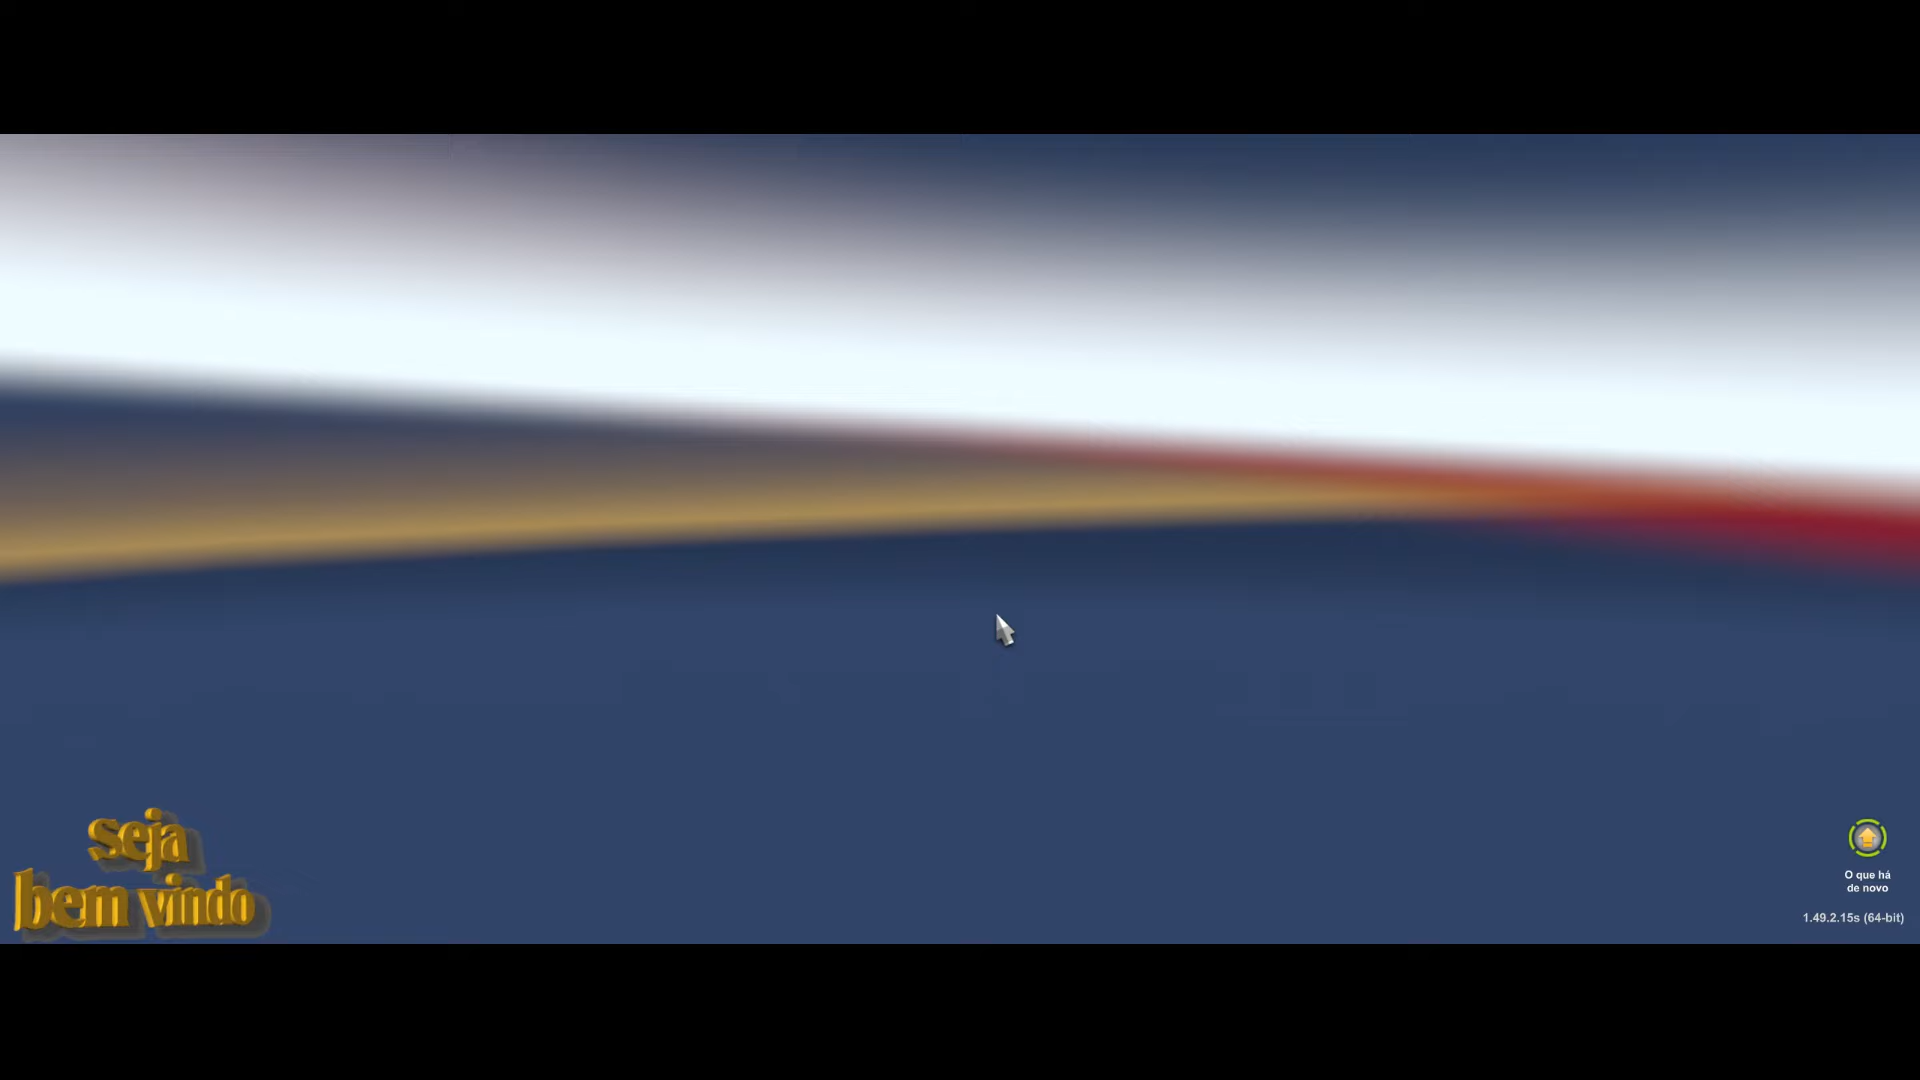 seja
bem vindo
O que há
de novo
1.49.2.15s (64-bit)